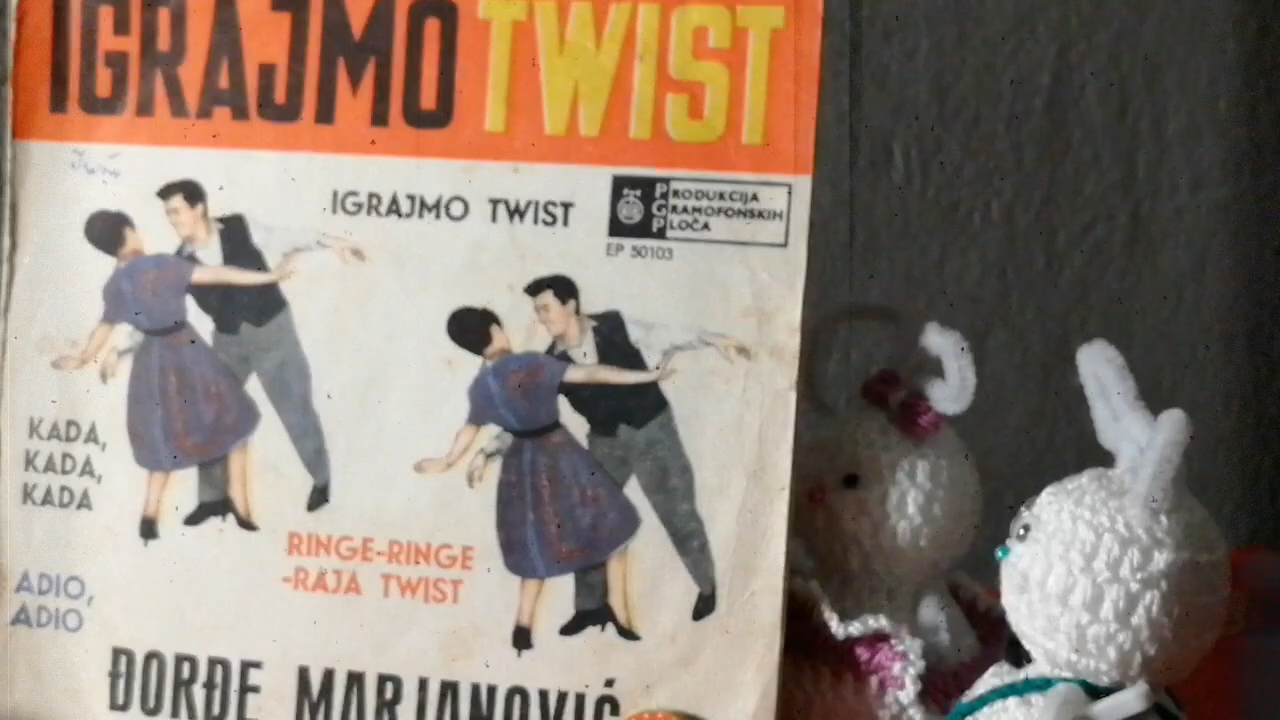 IGRAJMO TWIST
IGRAJMO TWIST
PRODUKCIJA
GRAMOFONSKIH
PLOČA
EP 50103
KADA,
KADA,
KADA
RINGE-RINGE
-RAJA TWIST
ADIO,
ADIO
ĐORĐE MARJANOVIĆ